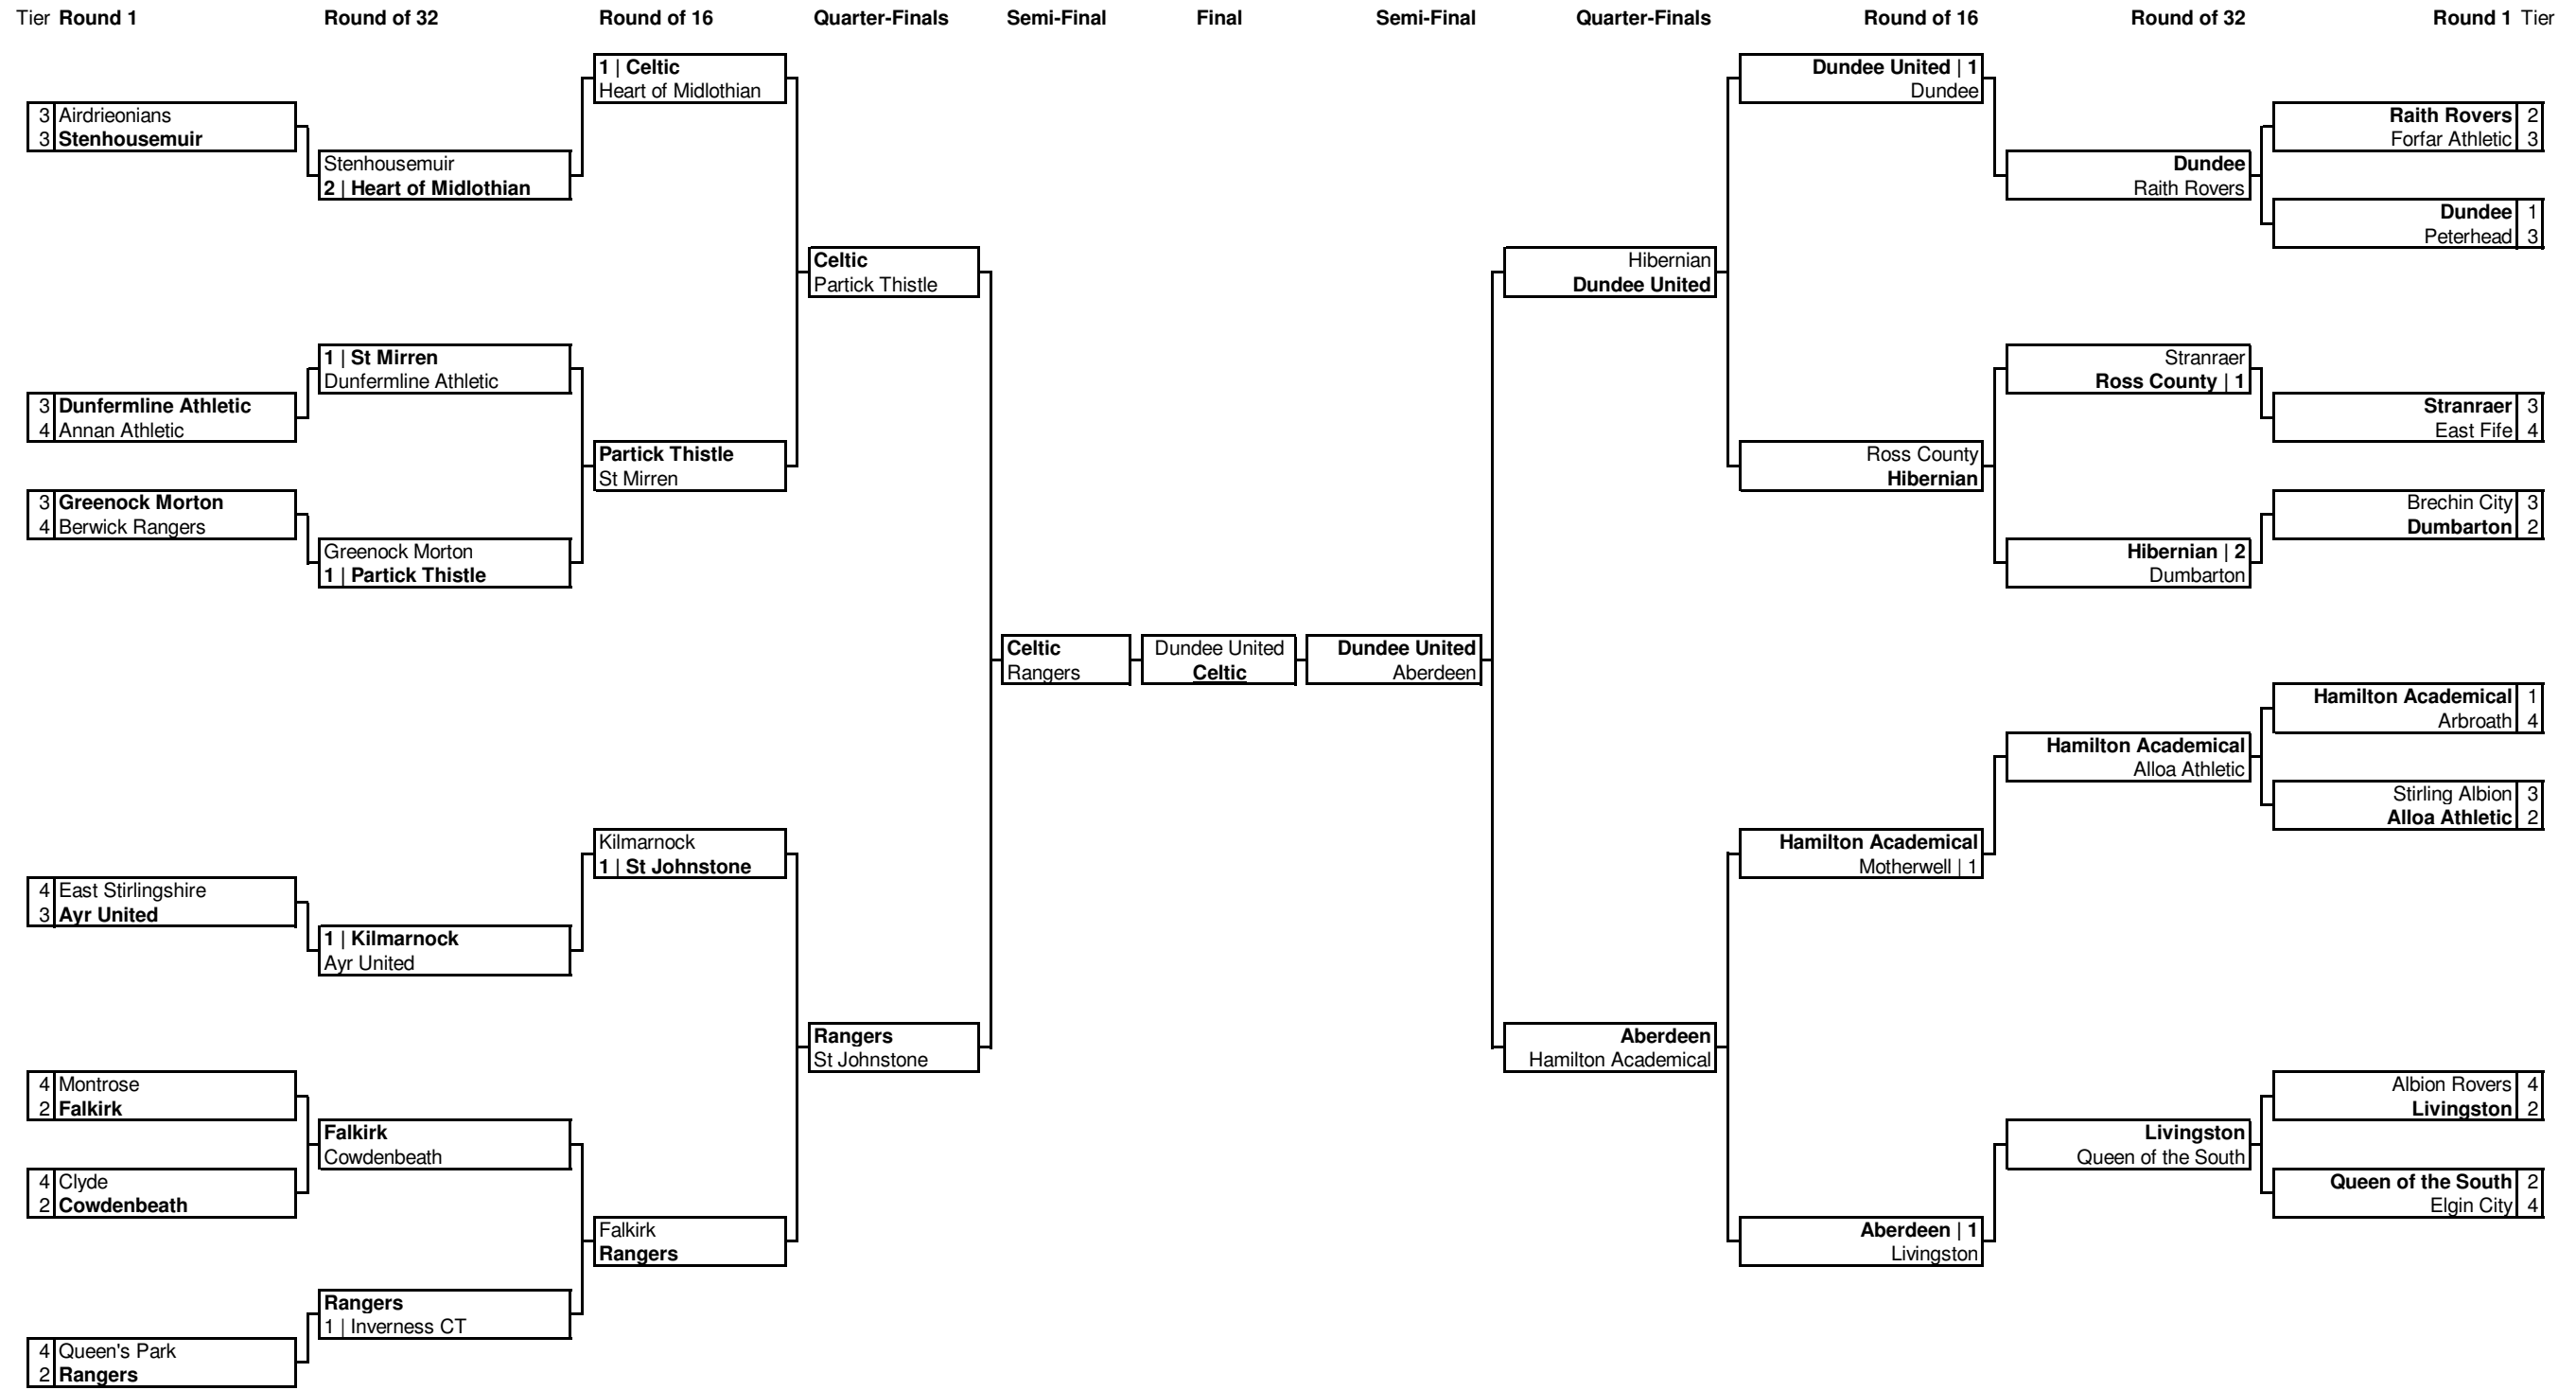 Tier Round 1 Round of 32 Round of 16 Quarter-Finals Semi-Final Final Semi-Final Quarter-Finals Round of 16 Round of 32 Round 1 Tier
3 Airdrieonians
3 Stenhousemuir
3 Dunfermline Athletic
4 Annan Athletic
3 Greenock Morton
4 Berwick Rangers
4 East Stirlingshire
3 Ayr United
4 Montrose
2 Falkirk
4 Clyde
2 Cowdenbeath
4 Queen's Park
2 Rangers
Stenhousemuir
2 | Heart of Midlothian
1 | St Mirren
Dunfermline Athletic
Greenock Morton
1 | Partick Thistle
1 | Kilmarnock
Ayr United
Falkirk
Cowdenbeath
Rangers
1 | Inverness CT
1 | Celtic
Heart of Midlothian
Partick Thistle
St Mirren
Kilmarnock
1 | St Johnstone
Falkirk
Rangers
Celtic
Partick Thistle
Rangers
St Johnstone
Celtic
Rangers
Dundee United
Celtic
Dundee United
Aberdeen
Hibernian
Dundee United
Aberdeen
Hamilton Academical
Dundee United | 1
Dundee
Ross County
Hibernian
Hamilton Academical
Motherwell | 1
Aberdeen | 1
Livingston
Dundee
Raith Rovers
Stranraer
Ross County | 1
Hibernian | 2
Dumbarton
Hamilton Academical
Alloa Athletic
Livingston
Queen of the South
Raith Rovers 2
Forfar Athletic 3
Dundee 1
Peterhead 3
Stranraer 3
East Fife 4
Brechin City 3
Dumbarton 2
Hamilton Academical 1
Arbroath 4
Stirling Albion 3
Alloa Athletic 2
Albion Rovers 4
Livingston 2
Queen of the South 2
Elgin City 4